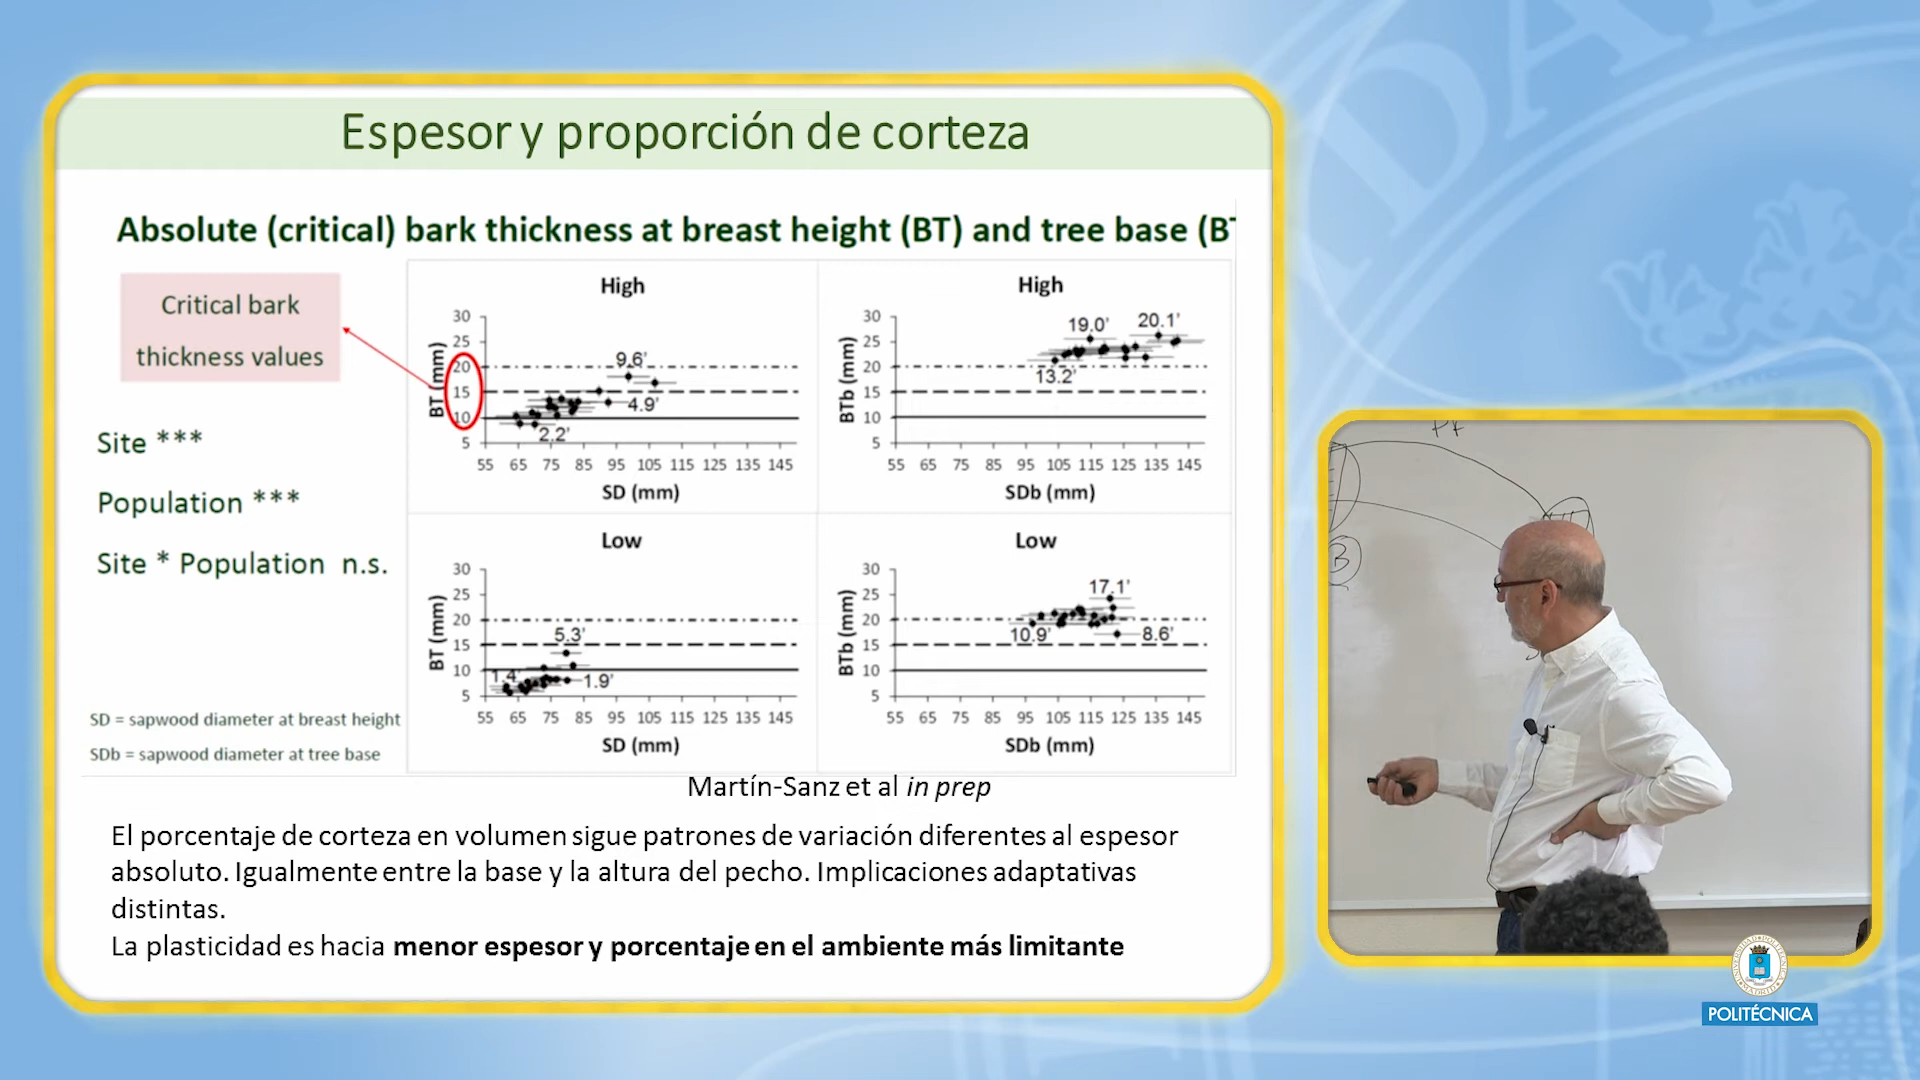 Espesor y proporción de corteza
Absolute (critical) bark thickness at breast height (BT) and tree base (BT
Critical bark
thickness values
Site ***
Population ***
Site * Population n.s.
SD = sapwood diameter at breast height
SDb = sapwood diameter at tree base
High
BT (mm)
30
25
20
15
10
5
9.6'
4.9'
2.2'
55 65 75 85 95 105 115 125 135 145
SD (mm)
High
BTb (mm)
30
25
20
15
10
5
19.0'
20.1'
13.2'
55 65 75 85 95 105 115 125 135 145
SDb (mm)
Low
BT (mm)
30
25
20
15
10
5
5.3'
1.4'
1.9'
55 65 75 85 95 105 115 125 135 145
SD (mm)
Low
BTb (mm)
30
25
20
15
10
5
17.1'
10.9'
8.6'
55 65 75 85 95 105 115 125 135 145
SDb (mm)
Martín-Sanz et al in prep
El porcentaje de corteza en volumen sigue patrones de variación diferentes al espesor
absoluto. Igualmente entre la base y la altura del pecho. Implicaciones adaptativas
distintas.
La plasticidad es hacia menor espesor y porcentaje en el ambiente más limitante
B
POLITÉCNICA